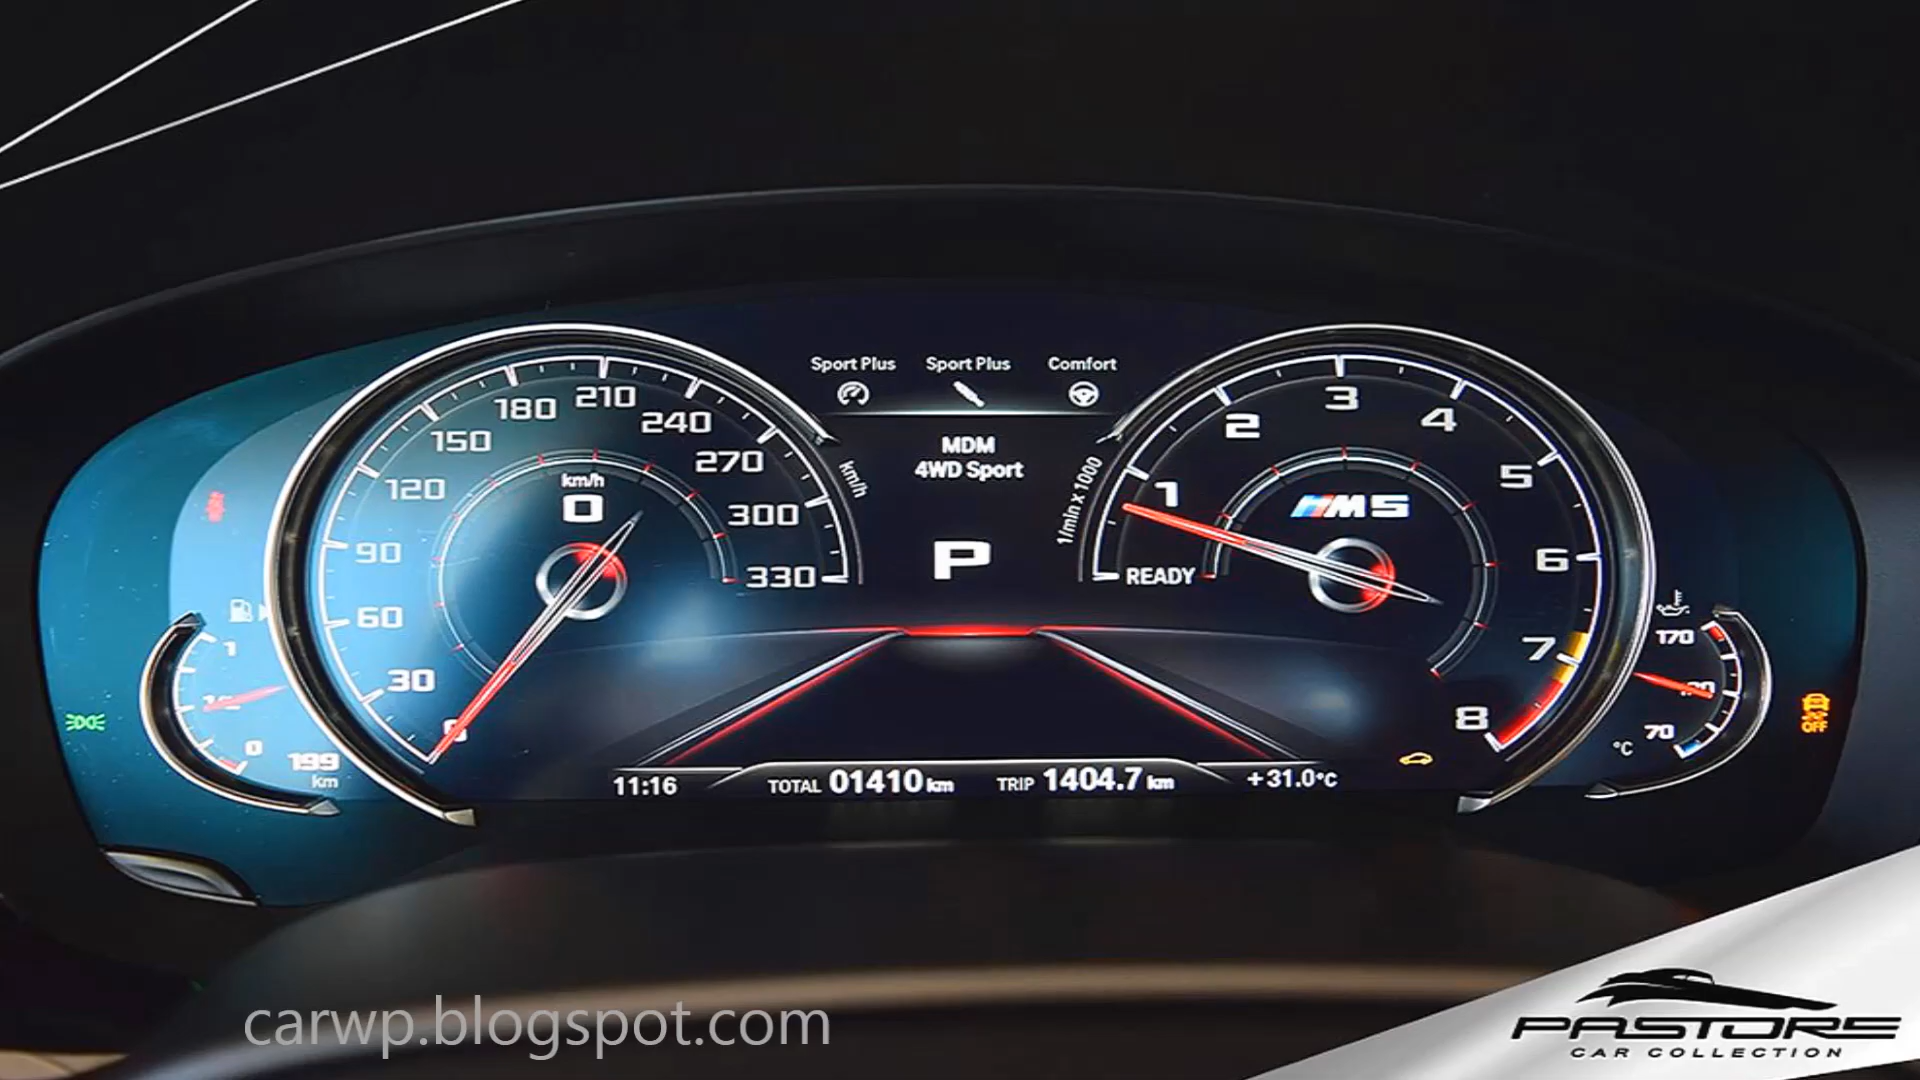 Sport Plus Sport Plus Comfort
MDM
4WD Sport
P
km/h
0
0
30
60
90
120
150
180
210
240
270
300
330
km/h
1/min x 1000
READY
1
2
3
4
5
6
7
8
M5
1
0
199
km
170
120
70
°C
OFF
11:16 TOTAL 01410 km TRIP 1404.7 km +31.0°C
carwp.blogspot.com
PASTORE
CAR COLLECTION